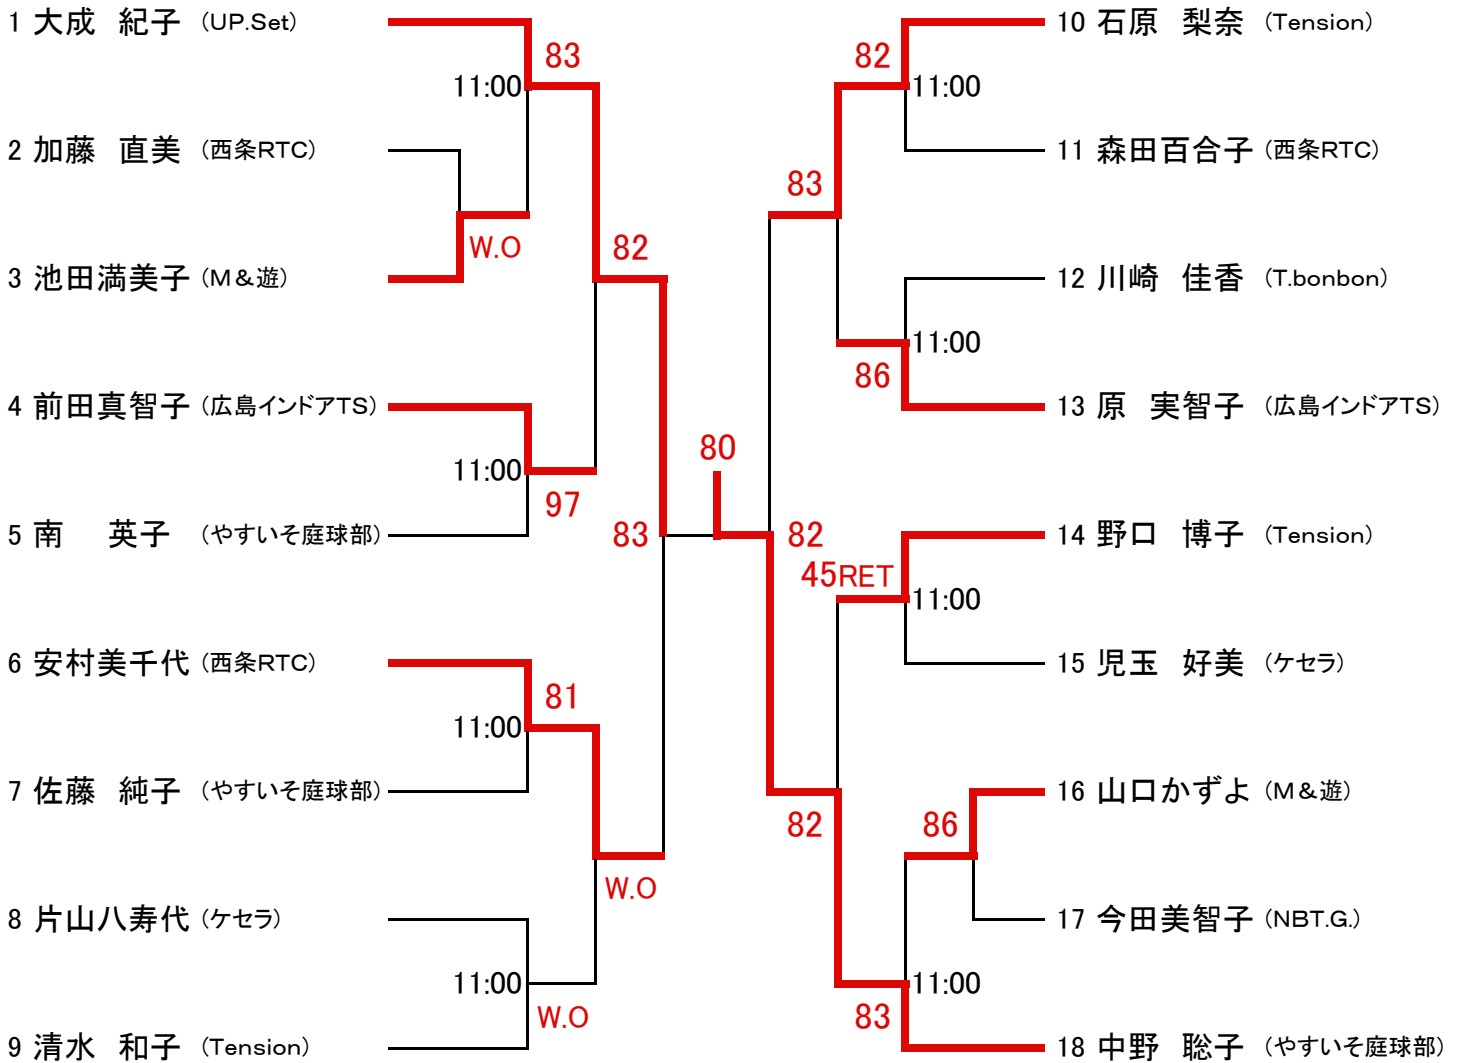 1 大成 紀子 (UP.Set)
83
11:00
2 加藤 直美 (西条RTC)
W.O
3 池田満美子 (M&遊)
82
4 前田真智子 (広島インドアTS)
11:00
97
5 南 英子 (やすいそ庭球部)
83
6 安村美千代 (西条RTC)
81
11:00
7 佐藤 純子 (やすいそ庭球部)
W.O
8 片山八寿代 (ケセラ)
11:00
W.O
9 清水 和子 (Tension)
80
10 石原 梨奈 (Tension)
82
11:00
11 森田百合子 (西条RTC)
83
12 川崎 佳香 (T.bonbon)
11:00
86
13 原 実智子 (広島インドアTS)
82
14 野口 博子 (Tension)
45RET
11:00
15 児玉 好美 (ケセラ)
82
16 山口かずよ (M&遊)
86
17 今田美智子 (NBT.G.)
11:00
83
18 中野 聡子 (やすいそ庭球部)